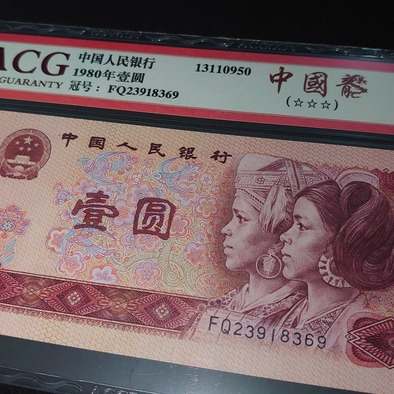 ACG
GUARANTY
中国人民银行
1980年壹圆
冠号：FQ23918369
13110950
中國龍
(☆☆☆)
中国人民银行
壹圆
FQ23918369